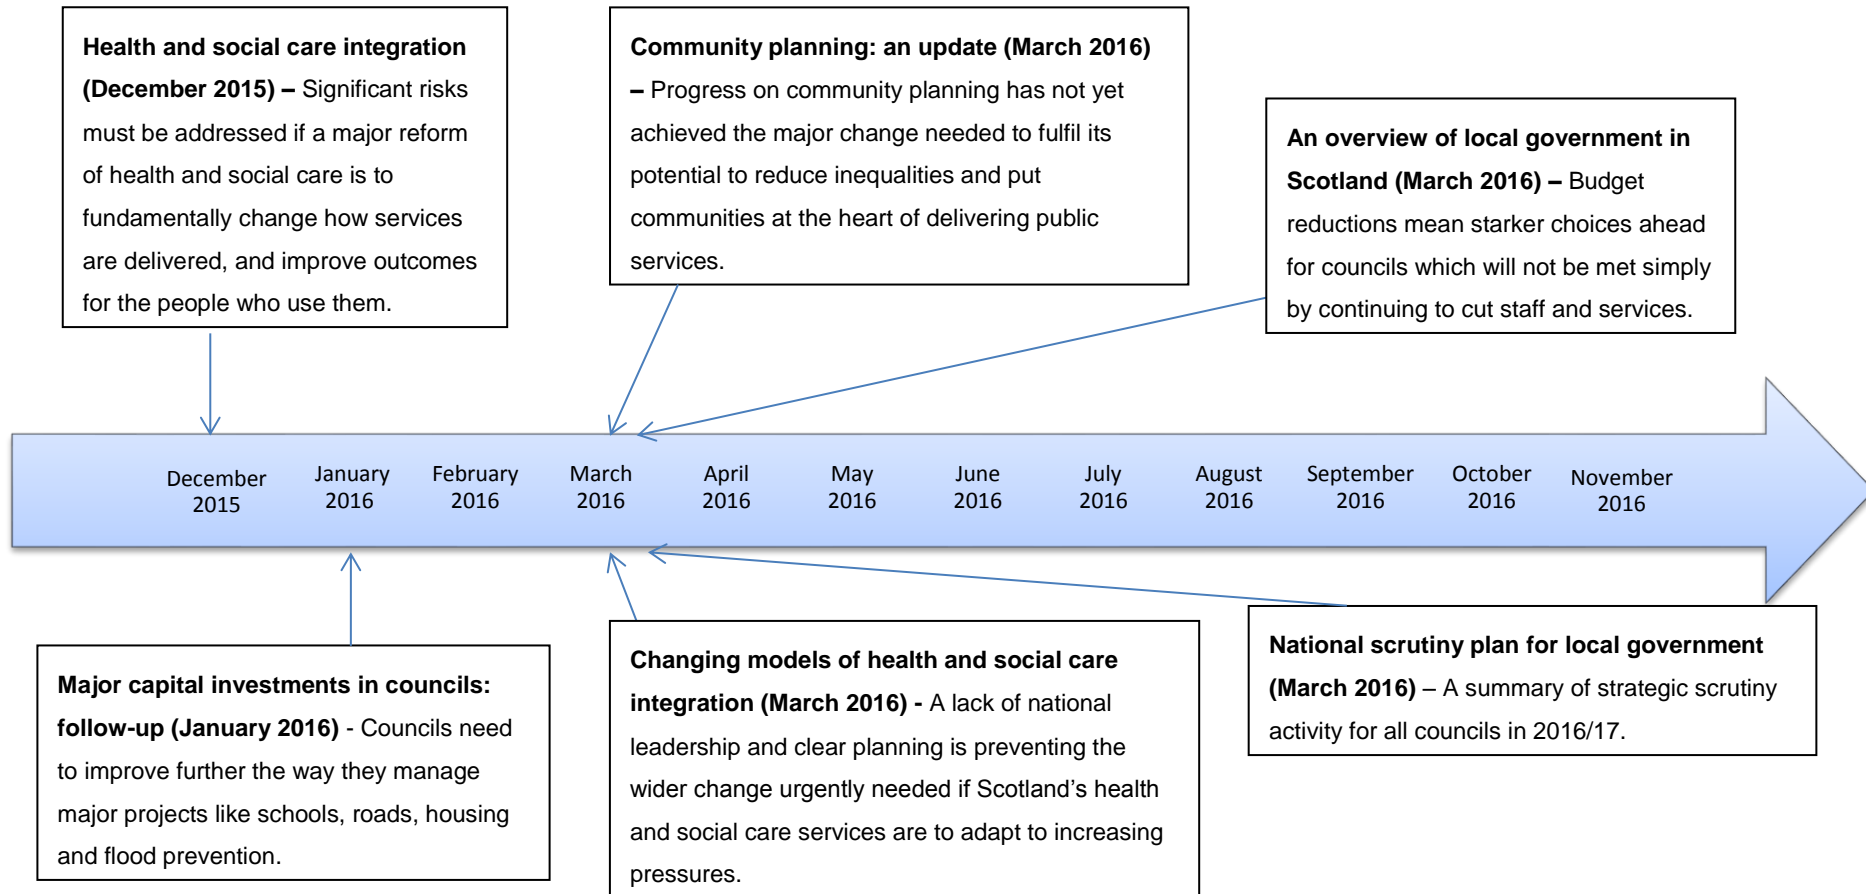 Health and social care integration
(December 2015) – Significant risks
must be addressed if a major reform
of health and social care is to
fundamentally change how services
are delivered, and improve outcomes
for the people who use them.
Community planning: an update (March 2016)
– Progress on community planning has not yet
achieved the major change needed to fulfil its
potential to reduce inequalities and put
communities at the heart of delivering public
services.
An overview of local government in
Scotland (March 2016) – Budget
reductions mean starker choices ahead
for councils which will not be met simply
by continuing to cut staff and services.
December
2015
January
2016
February
2016
March
2016
April
2016
May
2016
June
2016
July
2016
August
2016
September
2016
October
2016
November
2016
Major capital investments in councils:
follow-up (January 2016) - Councils need
to improve further the way they manage
major projects like schools, roads, housing
and flood prevention.
Changing models of health and social care
integration (March 2016) - A lack of national
leadership and clear planning is preventing the
wider change urgently needed if Scotland’s health
and social care services are to adapt to increasing
pressures.
National scrutiny plan for local government
(March 2016) – A summary of strategic scrutiny
activity for all councils in 2016/17.